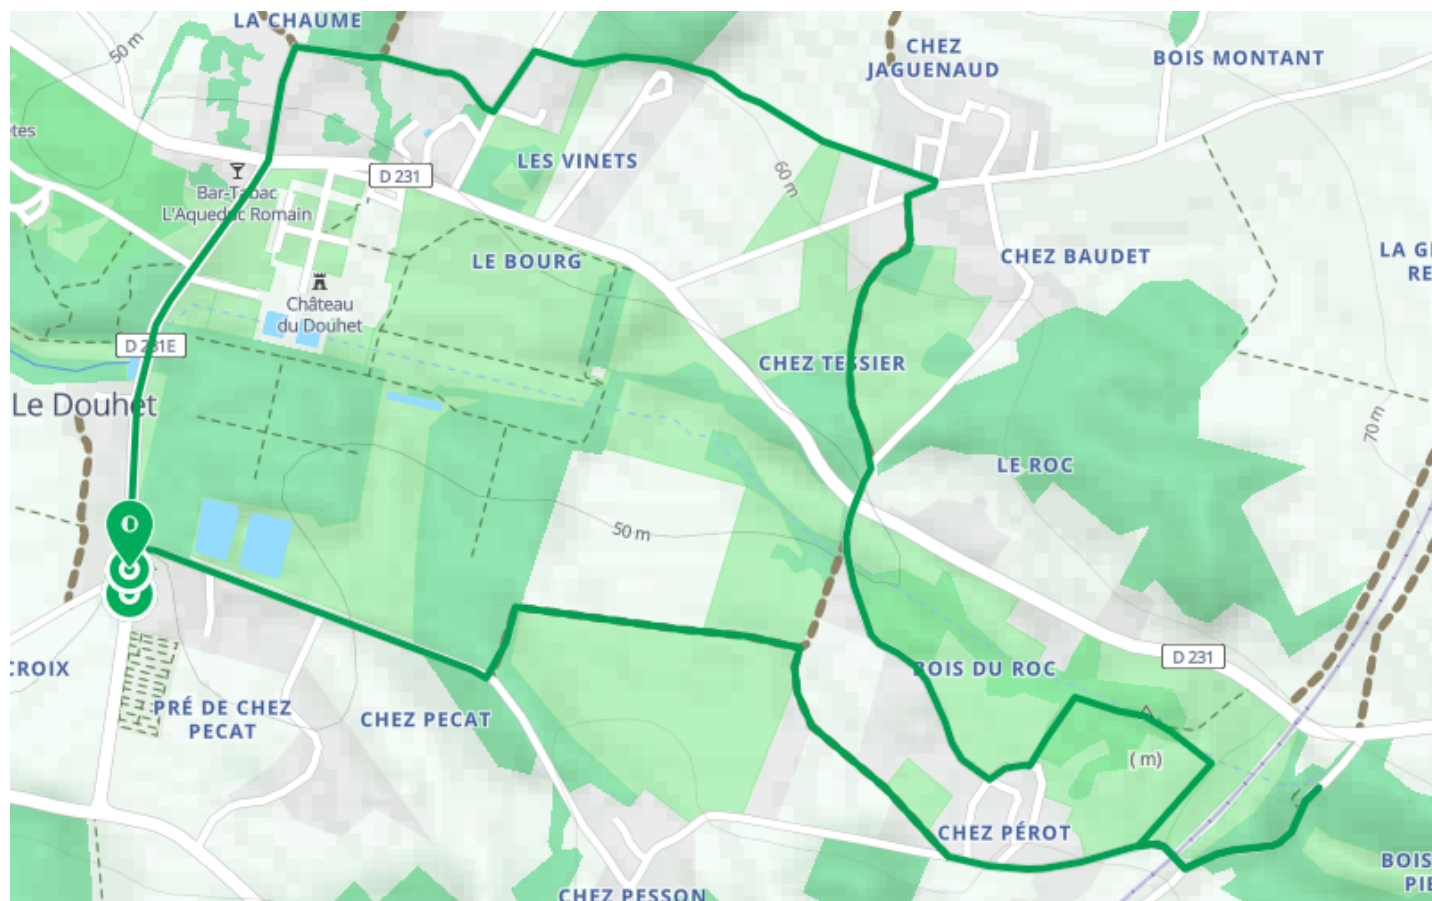 LA CHAUME
50 m
CHEZ
JAGUENAUD
BOIS MONTANT
tes
LES VINETS
D 231
60 m
Bar-Tabac
L'Aqueduc Romain
LE BOURG
CHEZ BAUDET
LA G
RE
Château
du Douhet
D 231E
CHEZ TESSIER
Le Douhet
70 m
LE ROC
50 m
D 231
CROIX
BOIS DU ROC
PRÉ DE CHEZ
PECAT
CHEZ PECAT
( m)
CHEZ PÉROT
BOIS
PIE
CHEZ PESSON